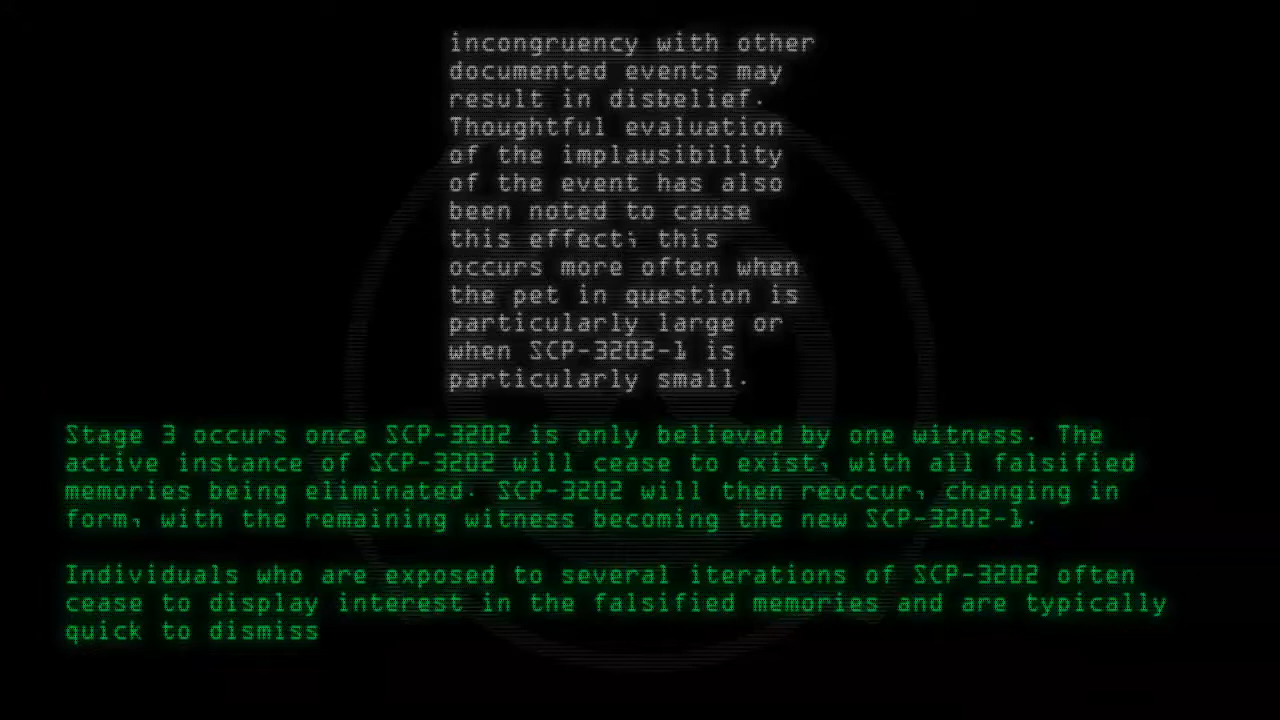 incongruency with other
documented events may
result in disbelief.
Thoughtful evaluation
of the implausibility
of the event has also
been noted to cause
this effect; this
occurs more often when
the pet in question is
particularly large or
when SCP-3202-1 is
particularly small.
Stage 3 occurs once SCP-3202 is only believed by one witness. The
active instance of SCP-3202 will cease to exist, with all falsified
memories being eliminated. SCP-3202 will then reoccur, changing in
form, with the remaining witness becoming the new SCP-3202-1.
Individuals who are exposed to several iterations of SCP-3202 often
cease to display interest in the falsified memories and are typically
quick to dismiss